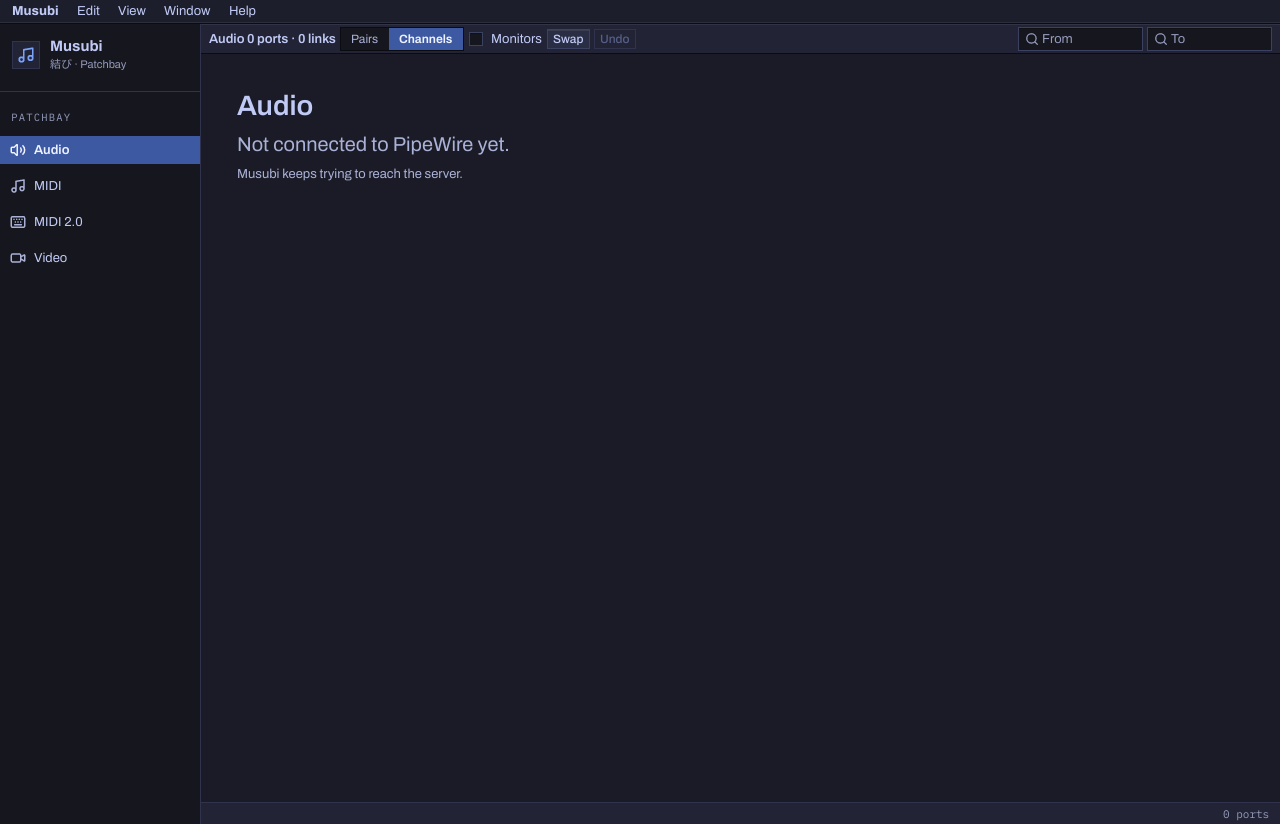 Musubi Edit View Window Help
Musubi
結び · Patchbay
PATCHBAY
Audio
MIDI
MIDI 2.0
Video
Audio 0 ports · 0 links Pairs Channels Monitors Swap Undo From To
Audio
Not connected to PipeWire yet.
Musubi keeps trying to reach the server.
0 ports